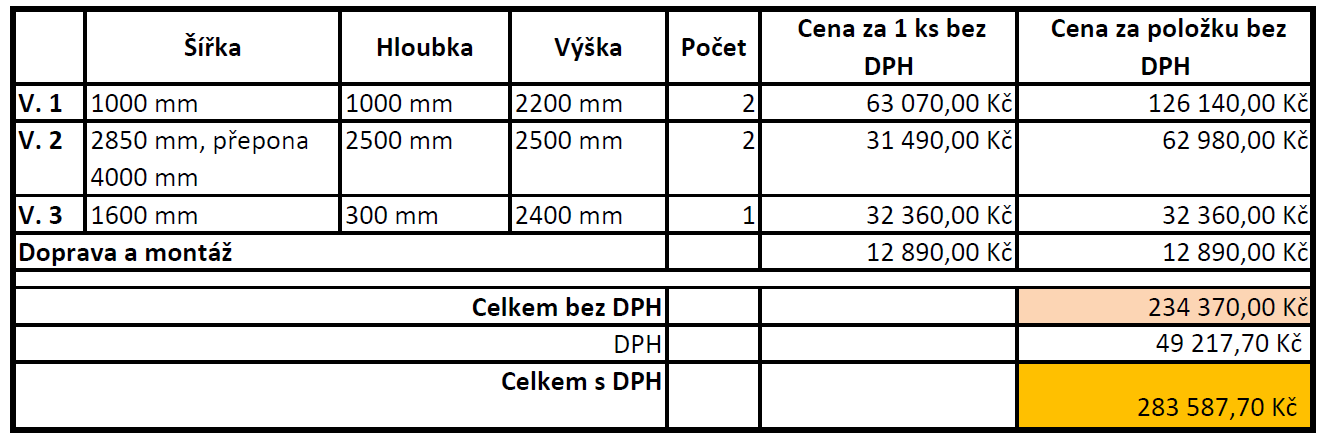 Šířka Hloubka Výška Počet Cena za 1 ks bez DPH Cena za položku bez DPH
V. 1 1000 mm 1000 mm 2200 mm 2 63 070,00 Kč 126 140,00 Kč
V. 2 2850 mm, přepona 4000 mm 2500 mm 2500 mm 2 31 490,00 Kč 62 980,00 Kč
V. 3 1600 mm 300 mm 2400 mm 1 32 360,00 Kč 32 360,00 Kč
Doprava a montáž 12 890,00 Kč 12 890,00 Kč
Celkem bez DPH 234 370,00 Kč
DPH 49 217,70 Kč
Celkem s DPH 283 587,70 Kč